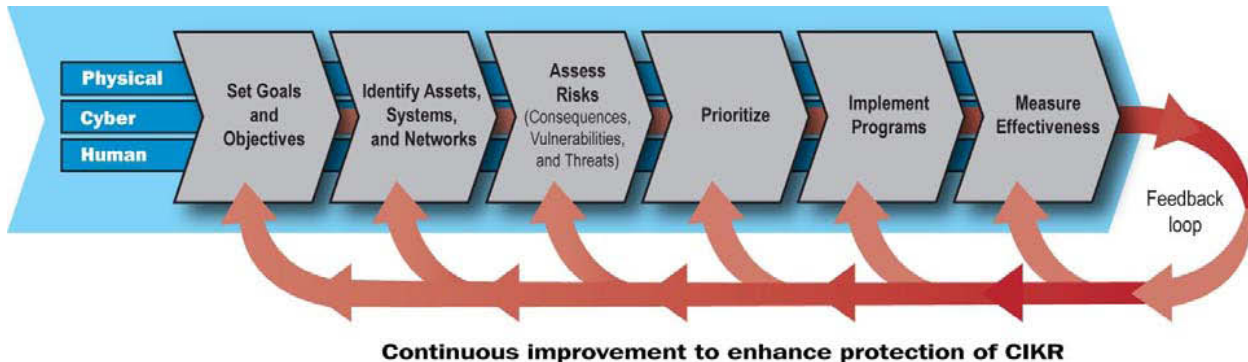 Physical
Cyber
Human
Set Goals
and
Objectives
Identify Assets,
Systems,
and Networks
Assess
Risks
(Consequences,
Vulnerabilities,
and Threats)
Prioritize
Implement
Programs
Measure
Effectiveness
Feedback
loop
Continuous improvement to enhance protection of CIKR